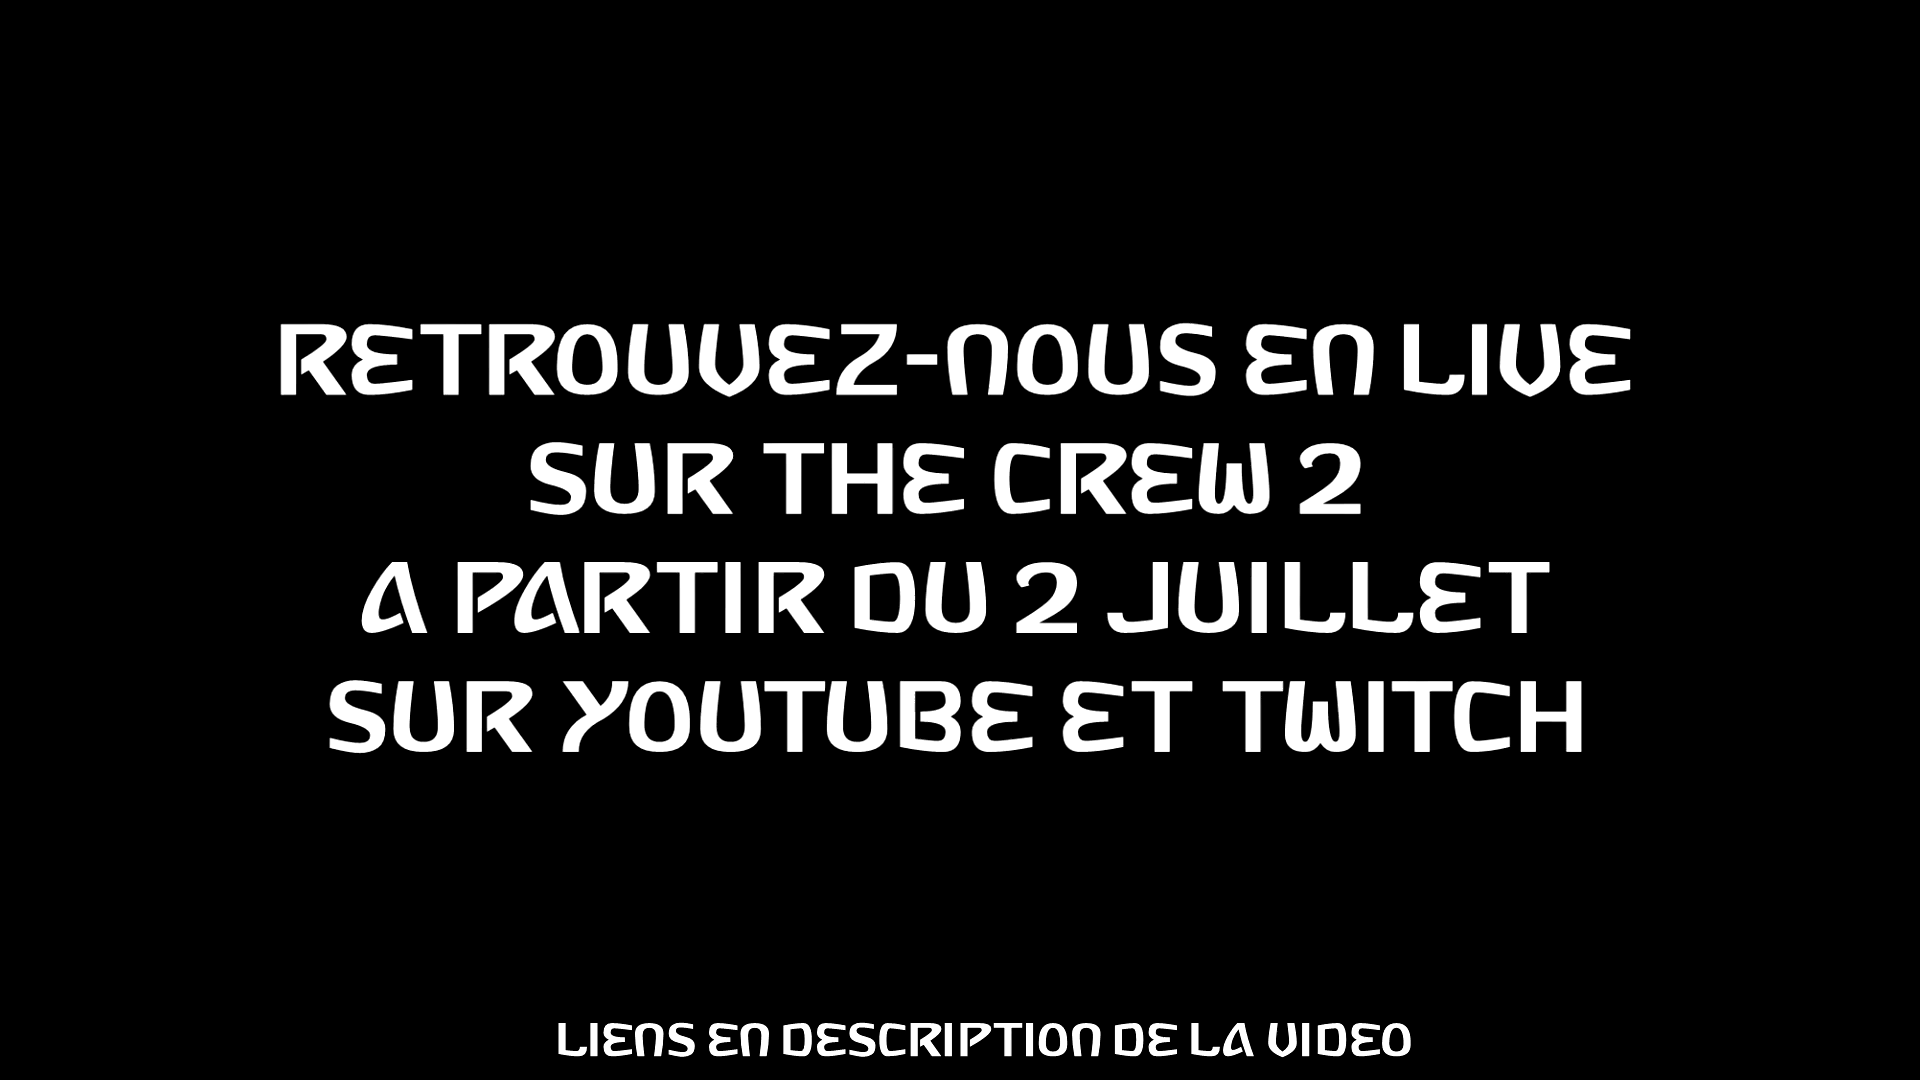 RETROUVEZ-NOUS EN LIVE
SUR THE CREW 2
A PARTIR DU 2 JUILLET
SUR YOUTUBE ET TWITCH
LIENS EN DESCRIPTION DE LA VIDEO